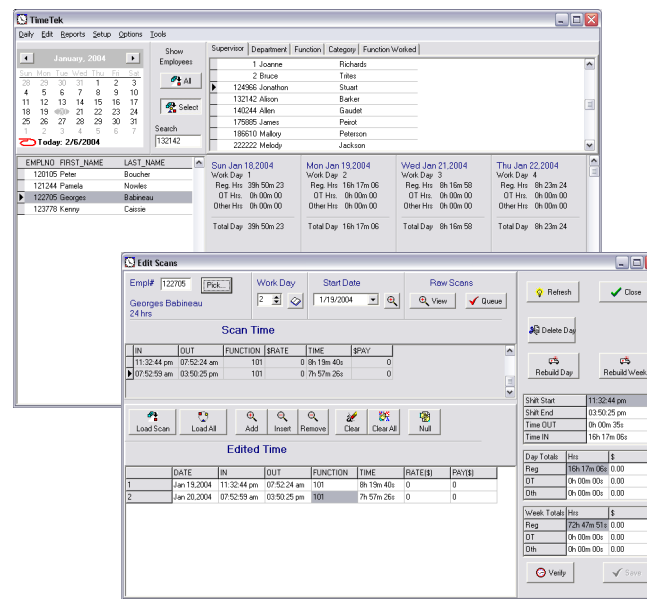 TimeTek
Daily Edit Reports Setup Options Tools
January, 2004
Sun Mon Tue Wed Thu Fri Sat
28 29 30 31 1 2 3
4 5 6 7 8 9 10
11 12 13 14 15 16 17
18 19 20 21 22 23 24
25 26 27 28 29 30 31
1 2 3 4 5 6 7
Today: 2/6/2004
Show
Employees
All
Select
Search
132142
Supervisor Department Function Category Function Worked
1 Joanne Richards
2 Bruce Trites
124966 Jonathon Stuart
132142 Alison Barker
140244 Allen Gaudet
175885 James Peirot
186610 Mallory Peterson
222222 Melody Jackson
EMPLNO FIRST_NAME LAST_NAME
120105 Peter Boucher
121244 Pamela Nowles
122705 Georges Babineau
123778 Kenny Caissie
Sun Jan 18,2004 Mon Jan 19,2004 Wed Jan 21,2004 Thu Jan 22,2004
Work Day 1 Work Day 2 Work Day 3 Work Day 4
Reg. Hrs 39h 50m 23 Reg. Hrs 16h 17m 06 Reg. Hrs 8h 16m 58 Reg. Hrs 8h 23m 24
OT Hrs. 0h 00m 00 OT Hrs. 0h 00m 00 OT Hrs. 0h 00m 00 OT Hrs. 0h 00m 00
Other Hrs 0h 00m 00 Other Hrs 0h 00m 00 Other Hrs 0h 00m 00 Other Hrs 0h 00m 00
Total Day 39h 50m 23 Total Day 16h 17m 06 Total Day 8h 16m 58 Total Day 8h 23m 24
Edit Scans
Empl# 122705 Pick...
Georges Babineau
24 hrs
Work Day
2
Start Date
1/19/2004
Raw Scans
View Queue
Refresh Close
Delete Day
Rebuild Day Rebuild Week
Scan Time
IN OUT FUNCTION $RATE TIME $PAY
11:32:44 pm 07:52:24 am 101 0 8h 19m 40s 0
07:52:59 am 03:50:25 pm 101 0 7h 57m 26s 0
Load Scan Load All Add Insert Remove Clear Clear All Null
Edited Time
DATE IN OUT FUNCTION TIME RATE($) PAY($)
1 Jan 19,2004 11:32:44 pm 07:52:24 am 101 8h 19m 40s 0 0
2 Jan 20,2004 07:52:59 am 03:50:25 pm 101 7h 57m 26s 0 0
Shift Start 11:32:44 pm
Shift End 03:50:25 pm
Time OUT 0h 00m 35s
Time IN 16h 17m 06s
Day Totals Hrs $
Reg 16h 17m 06s 0.00
OT 0h 00m 00s 0.00
Oth 0h 00m 00s 0.00
Week Totals Hrs $
Reg 72h 47m 51s 0.00
OT 0h 00m 00s 0.00
Oth 0h 00m 00s 0.00
Verify Save